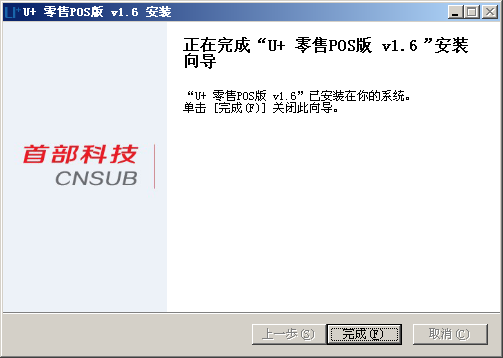 U+ 零售POS版 v1.6 安装
正在完成“U+ 零售POS版 v1.6 ”安装
向导
“U+ 零售POS版 v1.6”已安装在你的系统。
单击 [完成(F)] 关闭此向导。
首部科技
CNSUB
上一步(S) 完成(F) 取消(C)